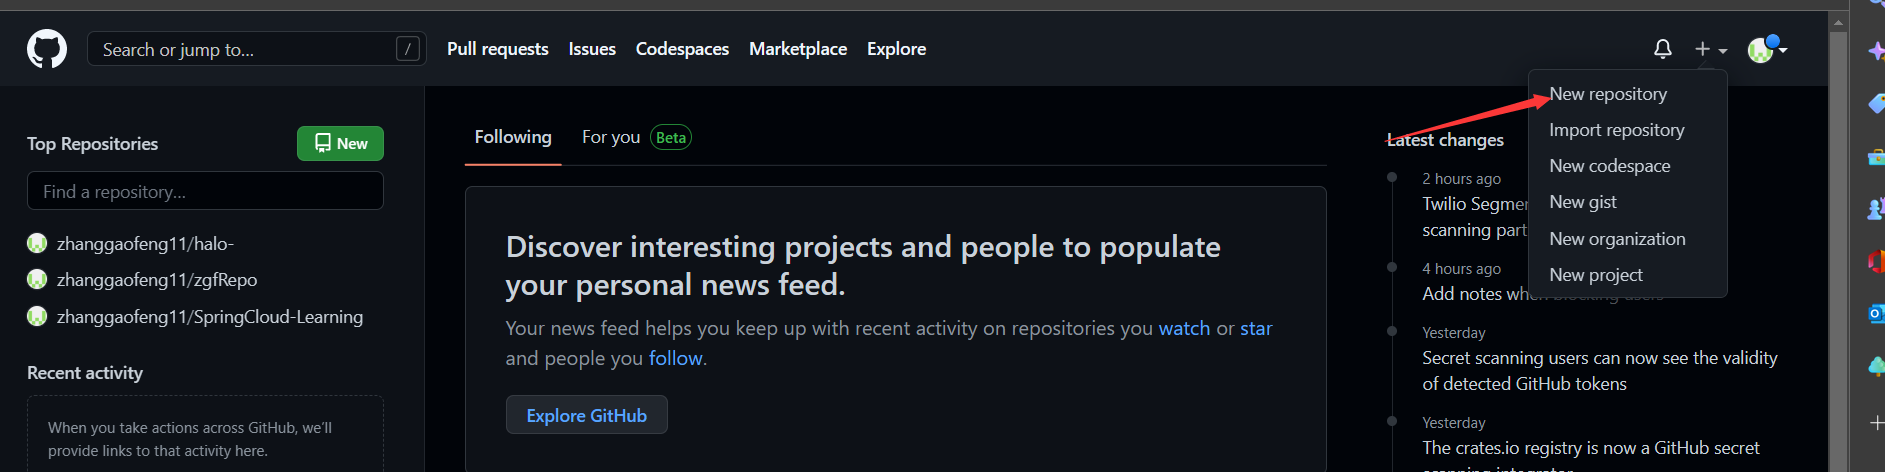 Search or jump to...
/
Pull requests
Issues
Codespaces
Marketplace
Explore
New repository
Import repository
New codespace
New gist
New organization
New project
Top Repositories
New
Find a repository...
zhanggaofeng11/halo-
zhanggaofeng11/zgfRepo
zhanggaofeng11/SpringCloud-Learning
Recent activity
When you take actions across GitHub, we'll
provide links to that activity here.
Following
For you
Beta
Discover interesting projects and people to populate
your personal news feed.
Your news feed helps you keep up with recent activity on repositories you watch or star
and people you follow.
Explore GitHub
Latest changes
2 hours ago
Twilio Segme
scanning part
4 hours ago
Add notes when blocking users
Yesterday
Secret scanning users can now see the validity
of detected GitHub tokens
Yesterday
The crates.io registry is now a GitHub secret